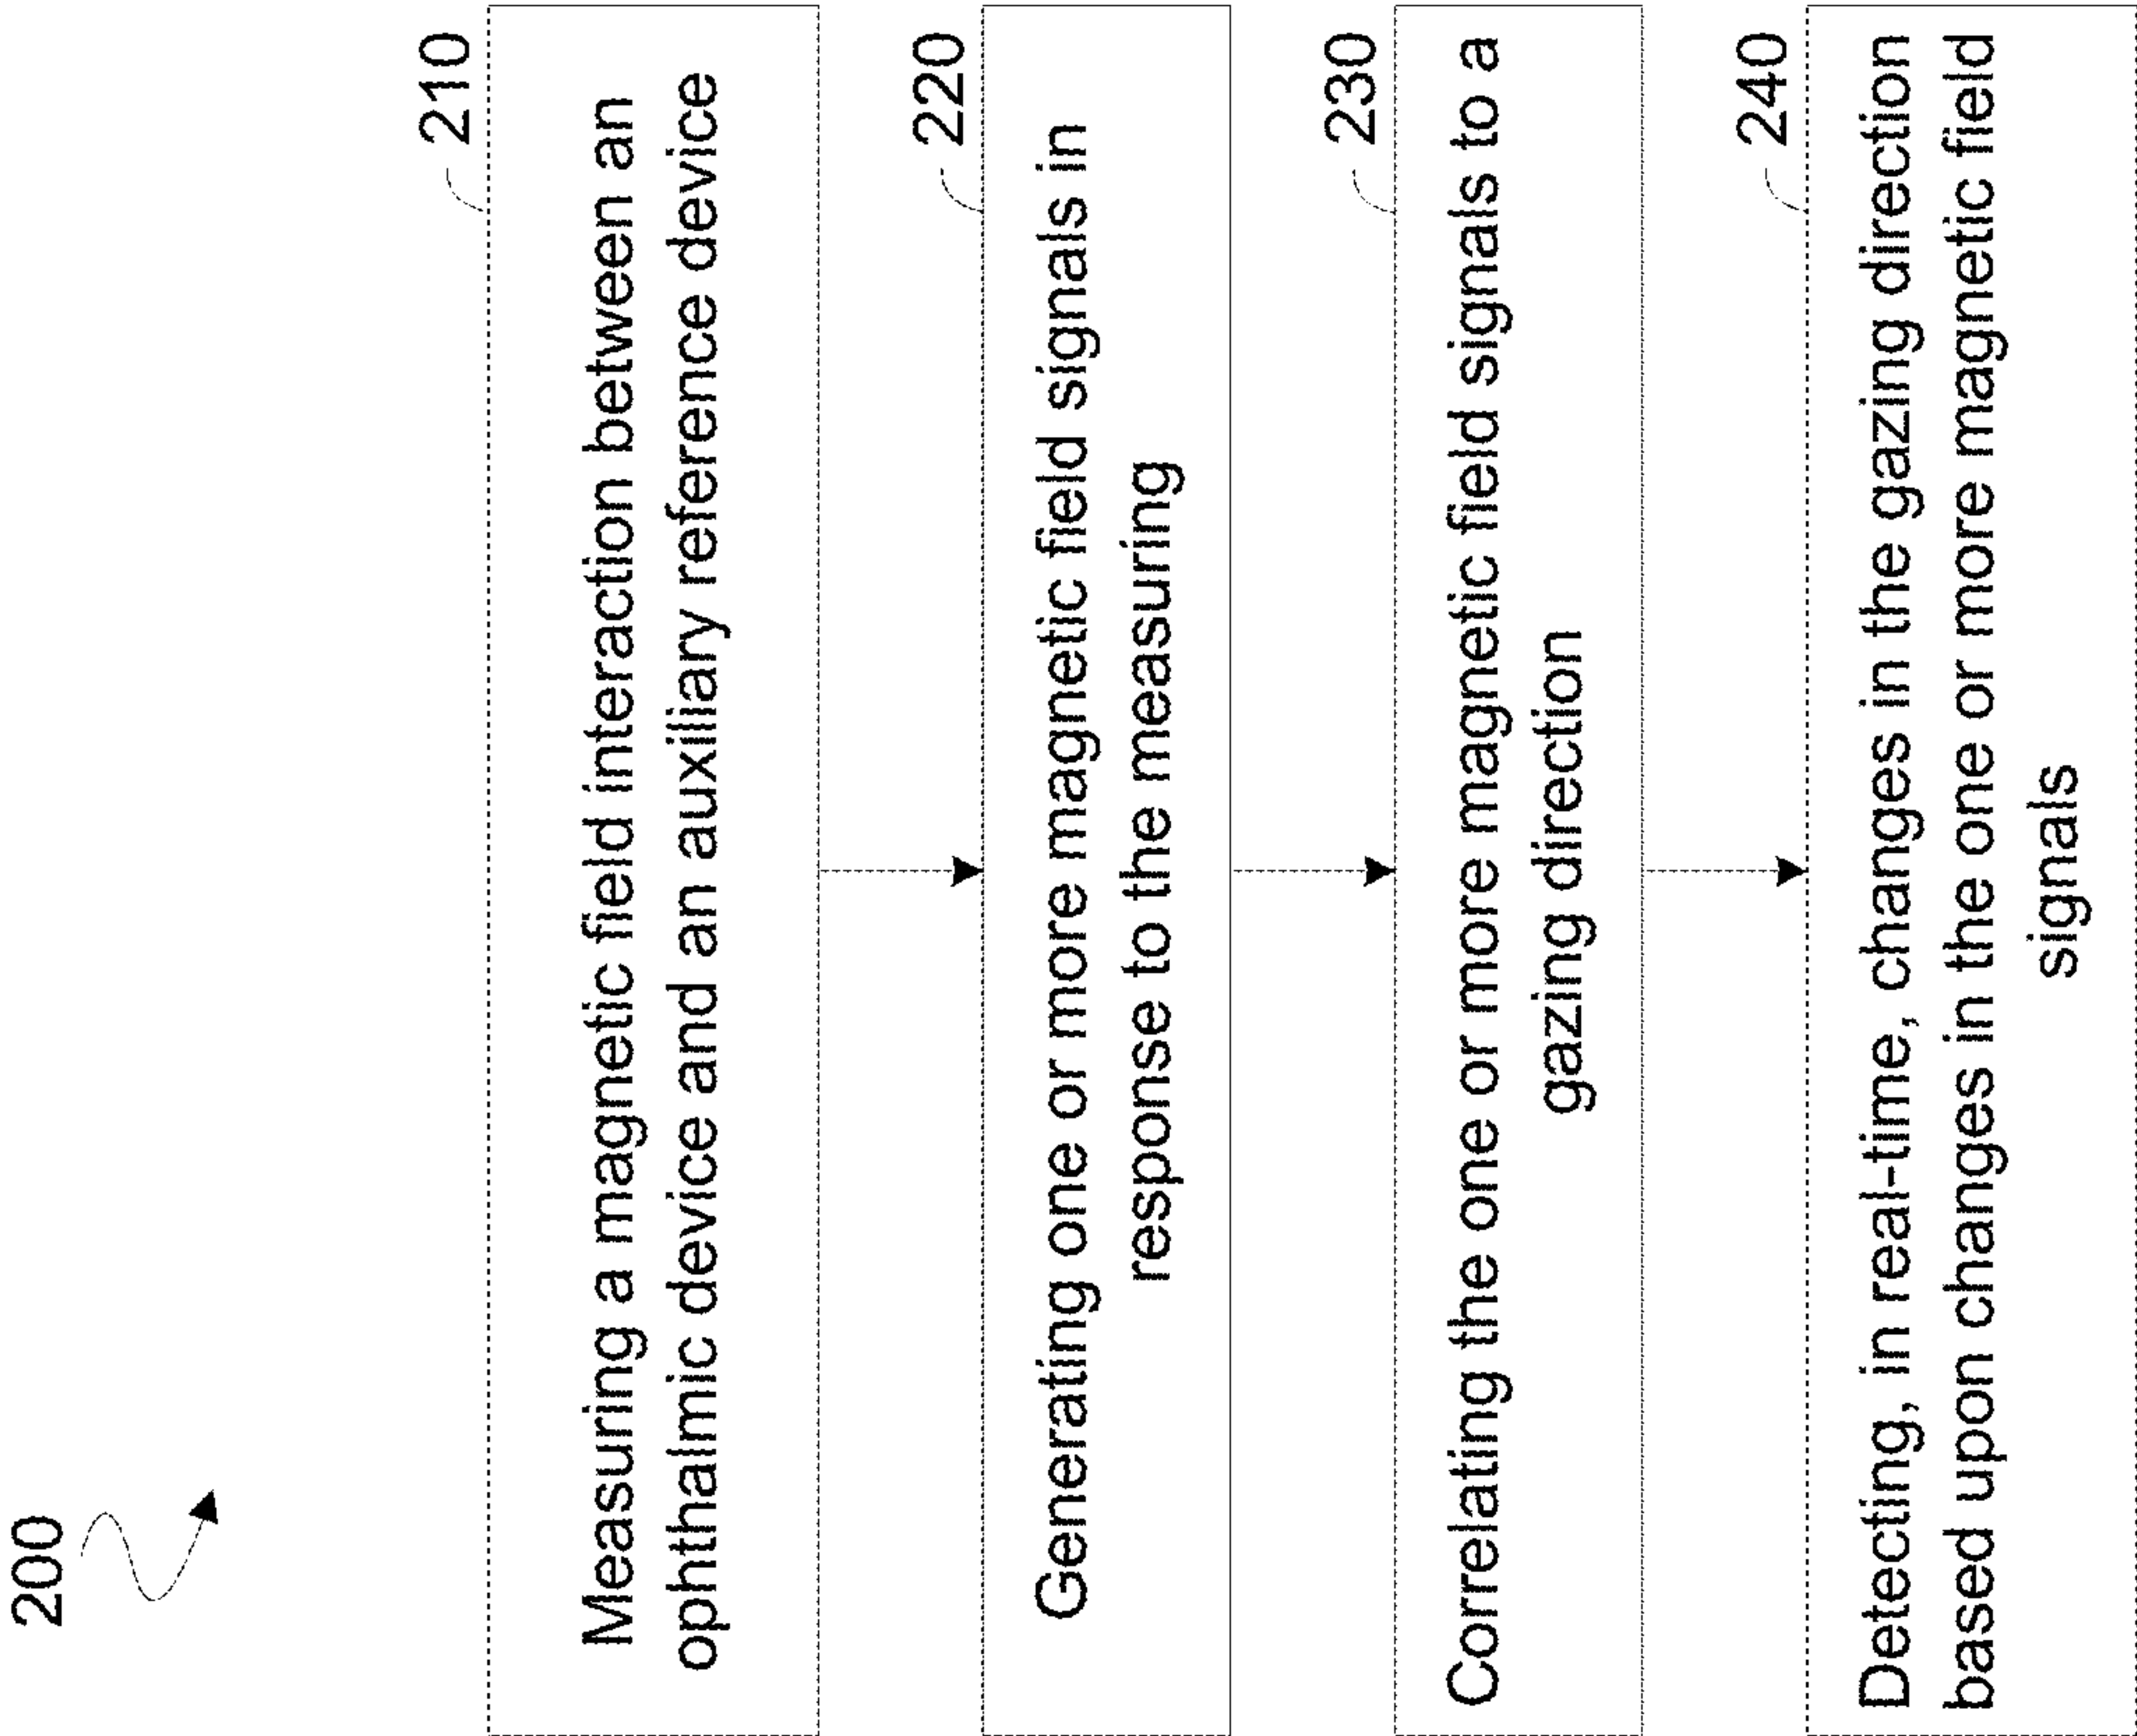 200
210
Measuring a magnetic field interaction between an
ophthalmic device and an auxiliary reference device
220
Generating one or more magnetic field signals in
response to the measuring
230
Correlating the one or more magnetic field signals to a
gazing direction
240
Detecting, in real-time, changes in the gazing direction
based upon changes in the one or more magnetic field
signals